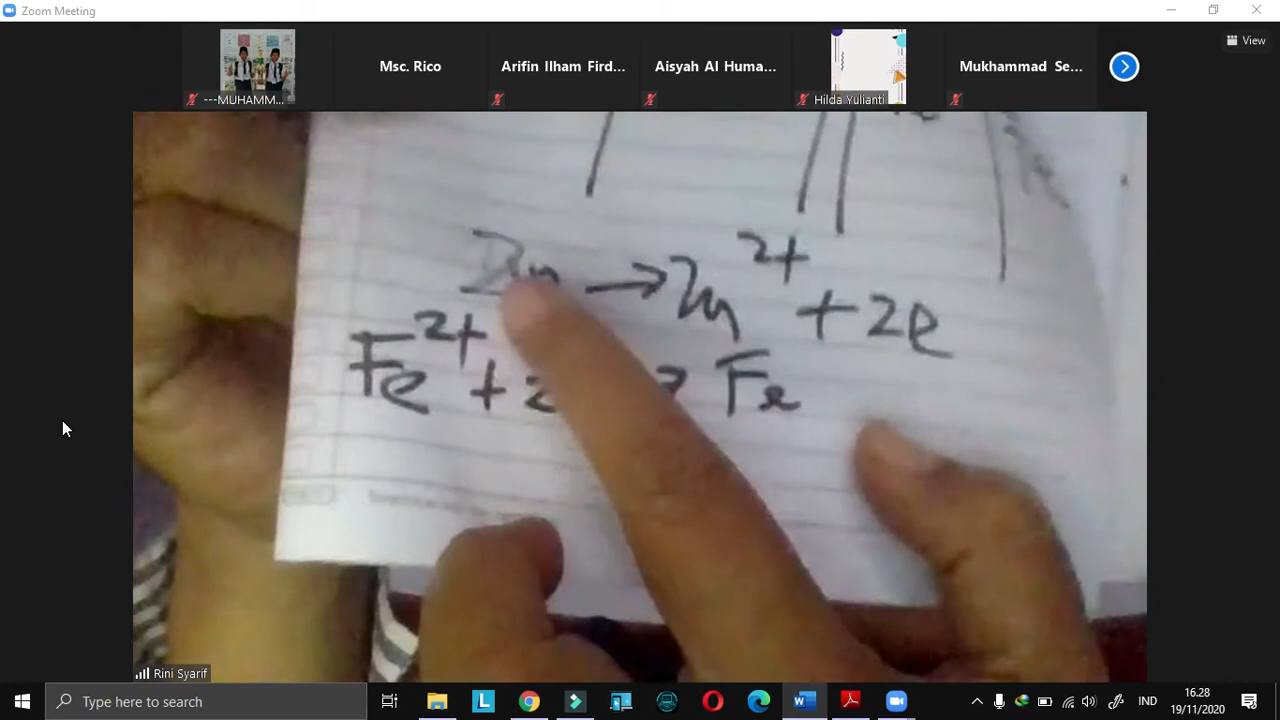 Zoom Meeting
View
---MUHAMM...
Msc. Rico
Arifin Ilham Fird...
Aisyah Al Huma...
Hilda Yulianti
Mukhammad Se...
Zn → Zn²⁺ + 2e
Fe²⁺ + 2 → Fe
Rini Syarif
Type here to search
IND
16.28
19/11/2020